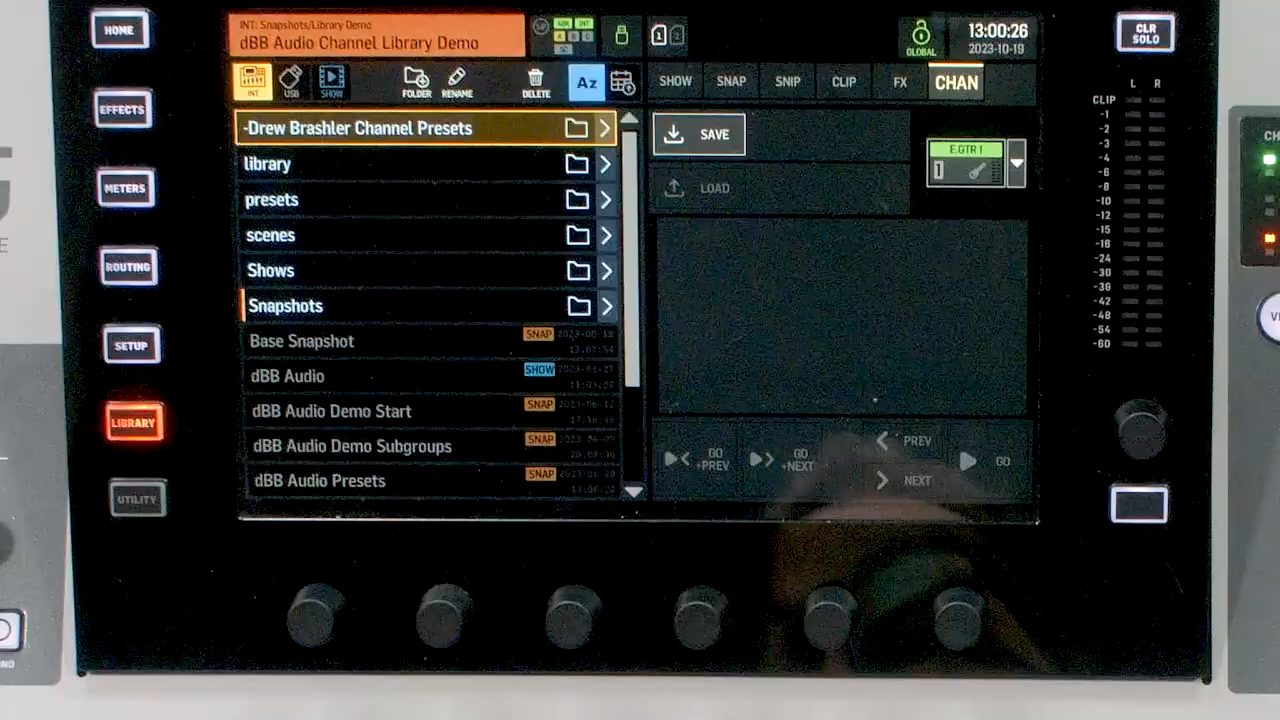 HOME
EFFECTS
METERS
ROUTING
SETUP
LIBRARY
UTILITY
INT: Snapshots/Library Demo
dBB Audio Channel Library Demo
48K INT
A B C
SC
1 2
GLOBAL
13:00:26
2023-10-19
CLR
SOLO
INT
USB
SHOW
FOLDER
RENAME
DELETE
AZ
SHOW
SNAP
SNIP
CLIP
FX
CHAN
-Drew Brashler Channel Presets
library
presets
scenes
Shows
Snapshots
Base Snapshot
SNAP
dBB Audio
SHOW
dBB Audio Demo Start
SNAP
dBB Audio Demo Subgroups
SNAP
dBB Audio Presets
SNAP
SAVE
LOAD
E.GTR 1
1
GO
+PREV
GO
+NEXT
PREV
NEXT
GO
L R
CLIP
-1
-2
-3
-4
-6
-8
-10
-12
-15
-18
-24
-30
-36
-42
-48
-54
-60